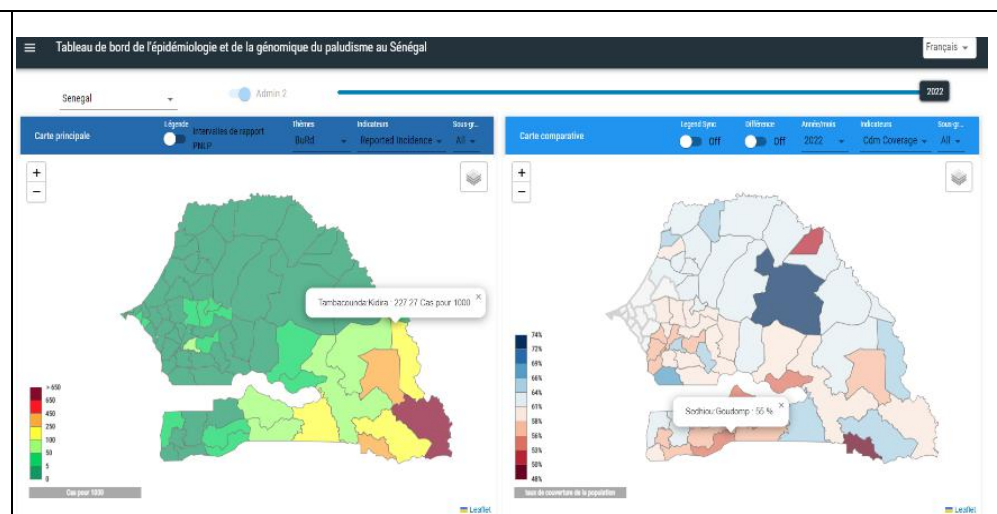 Tableau de bord de l'épidémiologie et de la génomique du paludisme au Sénégal
Français
Senegal
Admin 2
2022
Carte principale
Légende
Intervalles de rapport PNLP
Thèmes
BuRd
Indicateurs
Reported Incidence
Sous-gr...
All
Carte comparative
Legend Sync
Off
Différence
Off
Année/mois
2022
Indicateurs
Cdm Coverage
Sous-gr...
All
+
−
Tambacounda:Kidira : 227.27 Cas pour 1000
×
> 650
650
450
250
100
50
5
0
Cas pour 1000
Leaflet
+
−
Sedhiou:Goudomp : 55 %
×
74%
72%
69%
66%
64%
61%
58%
56%
53%
50%
48%
taux de couverture de la population
Leaflet